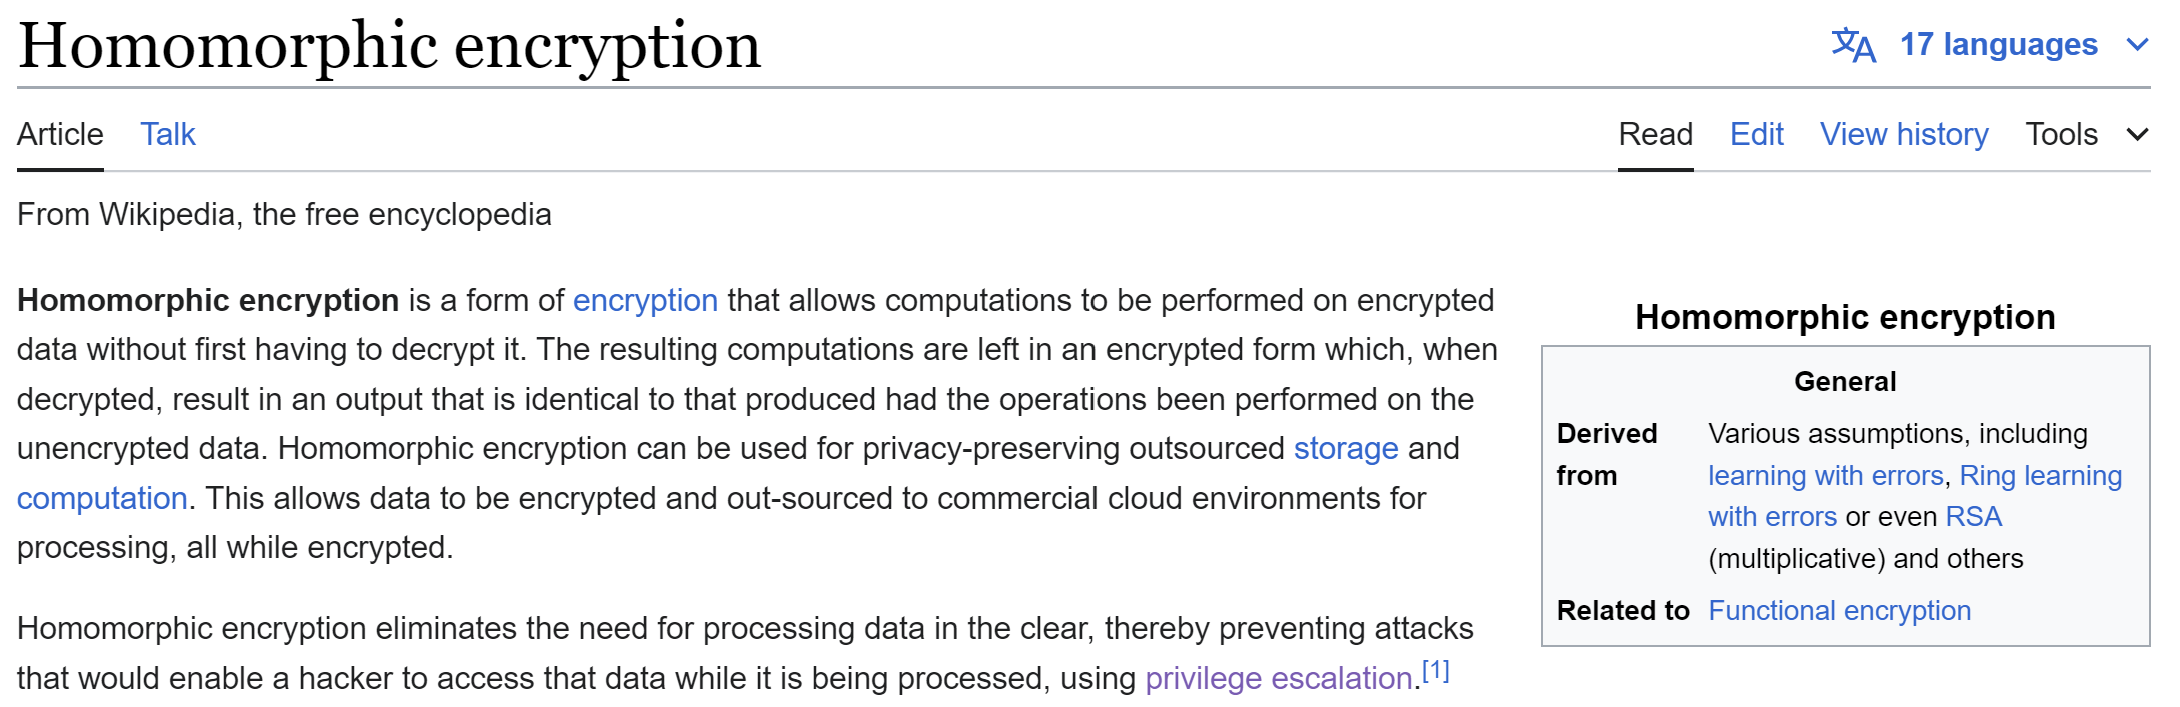 Homomorphic encryption
17 languages
Article Talk
Read Edit View history Tools
From Wikipedia, the free encyclopedia
Homomorphic encryption is a form of encryption that allows computations to be performed on encrypted
data without first having to decrypt it. The resulting computations are left in an encrypted form which, when
decrypted, result in an output that is identical to that produced had the operations been performed on the
unencrypted data. Homomorphic encryption can be used for privacy-preserving outsourced storage and
computation. This allows data to be encrypted and out-sourced to commercial cloud environments for
processing, all while encrypted.
Homomorphic encryption eliminates the need for processing data in the clear, thereby preventing attacks
that would enable a hacker to access that data while it is being processed, using privilege escalation.[1]
Homomorphic encryption
General
Derived from
Various assumptions, including
learning with errors, Ring learning
with errors or even RSA
(multiplicative) and others
Related to Functional encryption